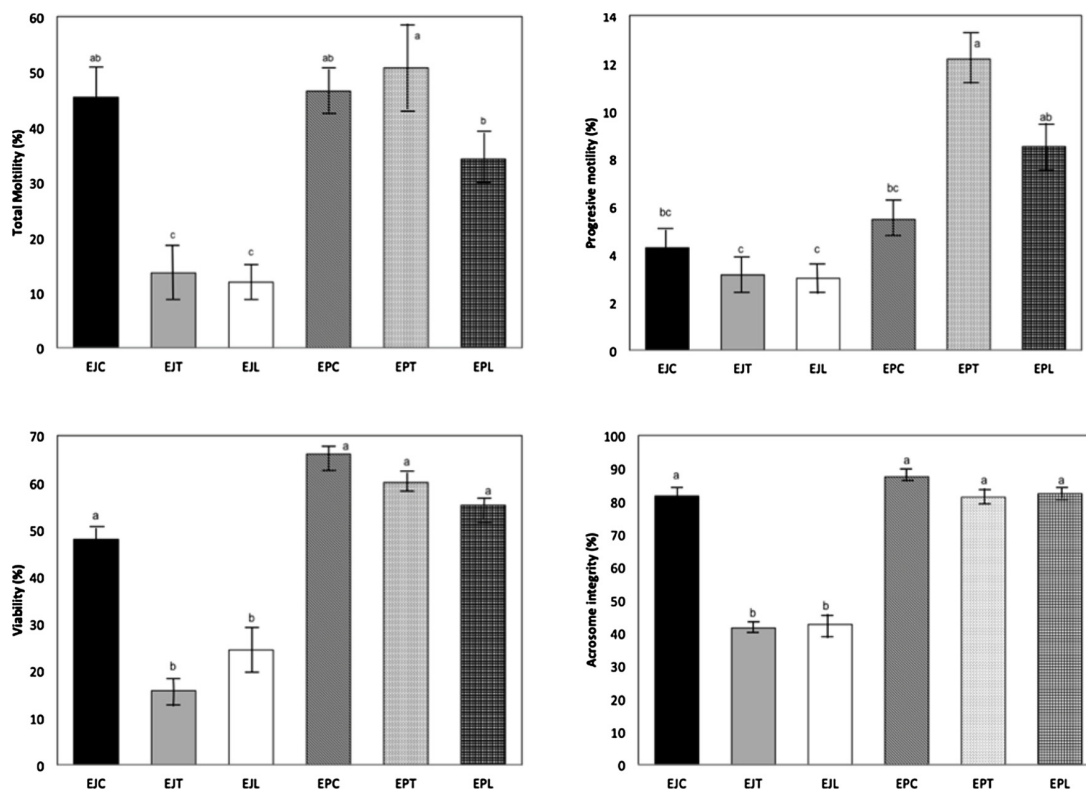 Total Moltility (%)
60
50
40
30
20
10
0
ab
c
c
ab
a
b
EJC EJT EJL EPC EPT EPL
Progresive motility (%)
14
12
10
8
6
4
2
0
bc
c
c
bc
a
ab
EJC EJT EJL EPC EPT EPL
Viability (%)
70
60
50
40
30
20
10
0
a
b
b
a
a
a
EJC EJT EJL EPC EPT EPL
Acrosome integrity (%)
100
90
80
70
60
50
40
30
20
10
0
a
b
b
a
a
a
EJC EJT EJL EPC EPT EPL